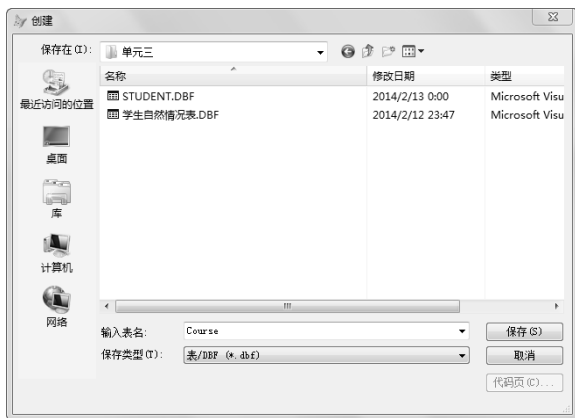 创建
保存在(I):
单元三
名称
修改日期
类型
STUDENT.DBF
2014/2/13 0:00
Microsoft Visu
学生自然情况表.DBF
2014/2/12 23:47
Microsoft Visu
最近访问的位置
桌面
库
计算机
网络
输入表名:
Course
保存(S)
保存类型(T):
表/DBF (*.dbf)
取消
代码页(C)...